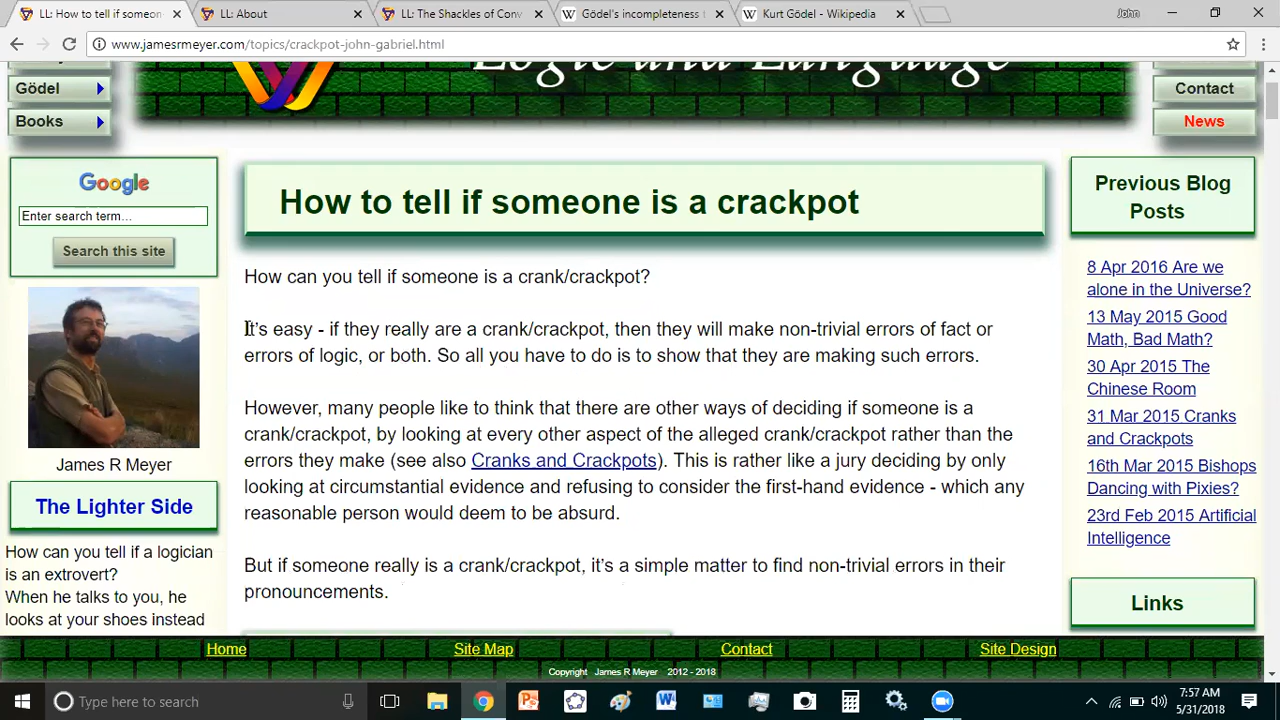 LL: How to tell if someon
LL: About
LL: The Shackles of Conv
Gödel's incompleteness t
Kurt Gödel - Wikipedia
John
www.jamesrmeyer.com/topics/crackpot-john-gabriel.html
Logic and Language
Gödel
Books
Contact
News
Google
Enter search term...
Search this site
James R Meyer
The Lighter Side
How can you tell if a logician
is an extrovert?
When he talks to you, he
looks at your shoes instead
How to tell if someone is a crackpot
How can you tell if someone is a crank/crackpot?
It's easy - if they really are a crank/crackpot, then they will make non-trivial errors of fact or
errors of logic, or both. So all you have to do is to show that they are making such errors.
However, many people like to think that there are other ways of deciding if someone is a
crank/crackpot, by looking at every other aspect of the alleged crank/crackpot rather than the
errors they make (see also Cranks and Crackpots). This is rather like a jury deciding by only
looking at circumstantial evidence and refusing to consider the first-hand evidence - which any
reasonable person would deem to be absurd.
But if someone really is a crank/crackpot, it's a simple matter to find non-trivial errors in their
pronouncements.
Previous Blog
Posts
8 Apr 2016 Are we
alone in the Universe?
13 May 2015 Good
Math, Bad Math?
30 Apr 2015 The
Chinese Room
31 Mar 2015 Cranks
and Crackpots
16th Mar 2015 Bishops
Dancing with Pixies?
23rd Feb 2015 Artificial
Intelligence
Links
Home
Site Map
Contact
Site Design
Copyright James R Meyer 2012 - 2018
Type here to search
7:57 AM
5/31/2018